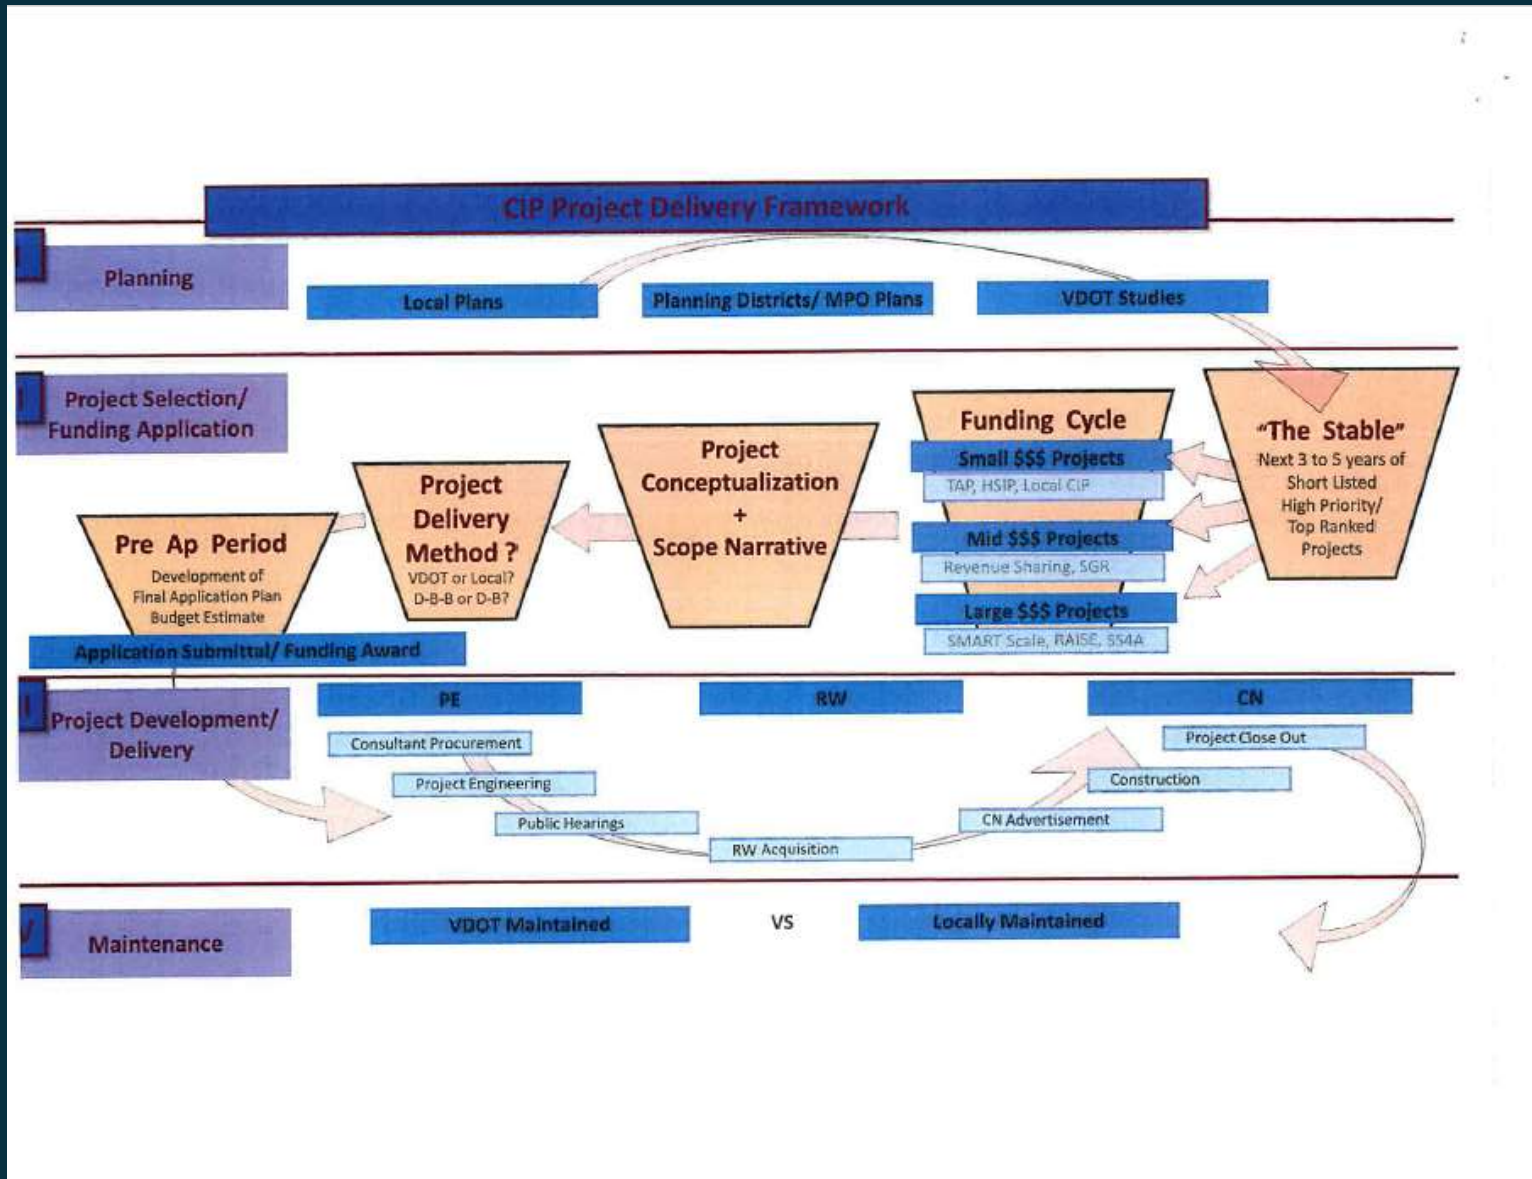 CIP Project Delivery Framework
Planning
Local Plans
Planning Districts/ MPO Plans
VDOT Studies
Project Selection/
Funding Application
"The Stable"
Next 3 to 5 years of
Short Listed
High Priority/
Top Ranked
Projects
Funding Cycle
Small $$$ Projects
TAP, HSIP, Local CIP
Mid $$$ Projects
Revenue Sharing, SGR
Large $$$ Projects
SMART Scale, RAISE, SS4A
Project
Conceptualization
+
Scope Narrative
Project
Delivery
Method ?
VDOT or Local?
D-B-B or D-B?
Pre Ap Period
Development of
Final Application Plan
Budget Estimate
Application Submittal/ Funding Award
Project Development/
Delivery
PE
RW
CN
Consultant Procurement
Project Engineering
Public Hearings
RW Acquisition
CN Advertisement
Construction
Project Close Out
Maintenance
VDOT Maintained
VS
Locally Maintained